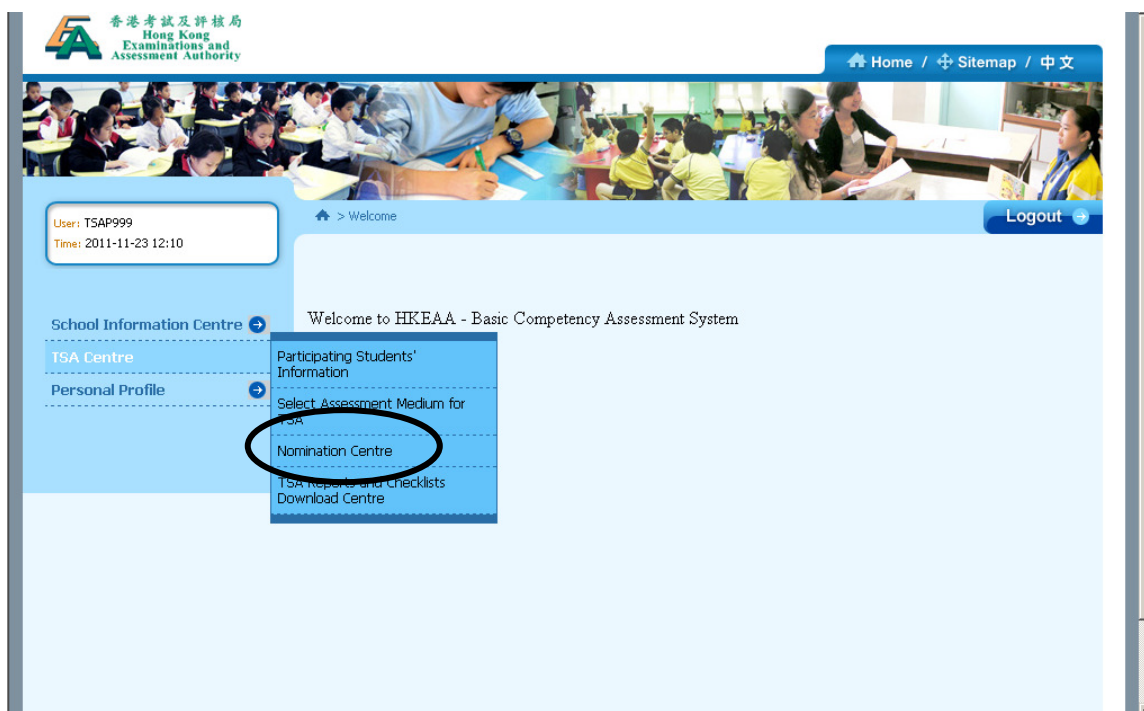 香港考試及評核局
Hong Kong
Examinations and
Assessment Authority
Home / Sitemap / 中文
User: TSAP999
Time: 2011-11-23 12:10
> Welcome
Logout
School Information Centre
TSA Centre
Personal Profile
Welcome to HKEAA - Basic Competency Assessment System
Participating Students'
Information
Select Assessment Medium for
TSA
Nomination Centre
TSA Reports and Checklists
Download Centre